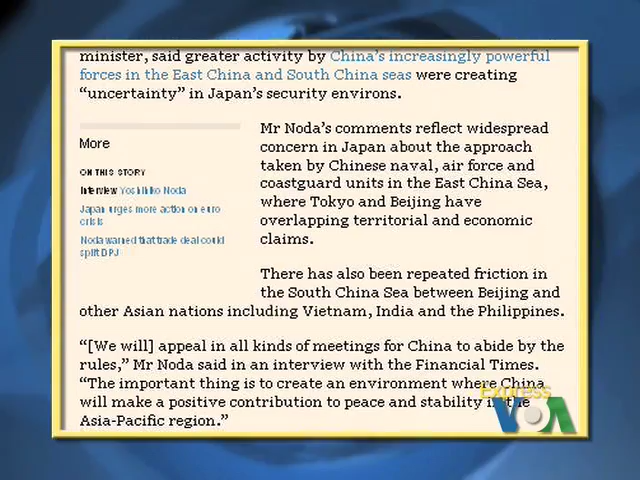 minister, said greater activity by China's increasingly powerful
forces in the East China and South China seas were creating
“uncertainty” in Japan's security environs.
More
ON THIS STORY
Interview Yoshihiko Noda
Japan urges more action on euro
crisis
Noda warned that trade deal could
split DPJ
Mr Noda's comments reflect widespread
concern in Japan about the approach
taken by Chinese naval, air force and
coastguard units in the East China Sea,
where Tokyo and Beijing have
overlapping territorial and economic
claims.
There has also been repeated friction in
the South China Sea between Beijing and
other Asian nations including Vietnam, India and the Philippines.
“[We will] appeal in all kinds of meetings for China to abide by the
rules,” Mr Noda said in an interview with the Financial Times.
“The important thing is to create an environment where China
will make a positive contribution to peace and stability in the
Asia-Pacific region.”
Express
VOA